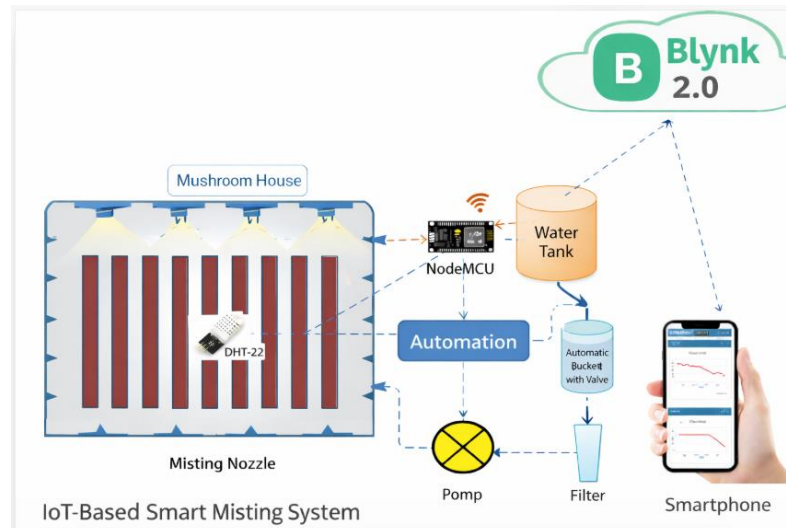 B Blynk
2.0
Mushroom House
NodeMCU
Water
Tank
DHT-22
Automation
Automatic
Bucket
with Valve
Misting Nozzle
Pomp
Filter
Smartphone
IoT-Based Smart Misting System